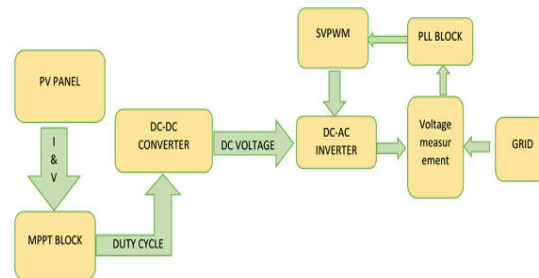 SVPWM
PLL BLOCK
PV PANEL
I & V
DC-DC
CONVERTER
DC VOLTAGE
DC-AC
INVERTER
Voltage
measur
ement
GRID
MPPT BLOCK
DUTY CYCLE